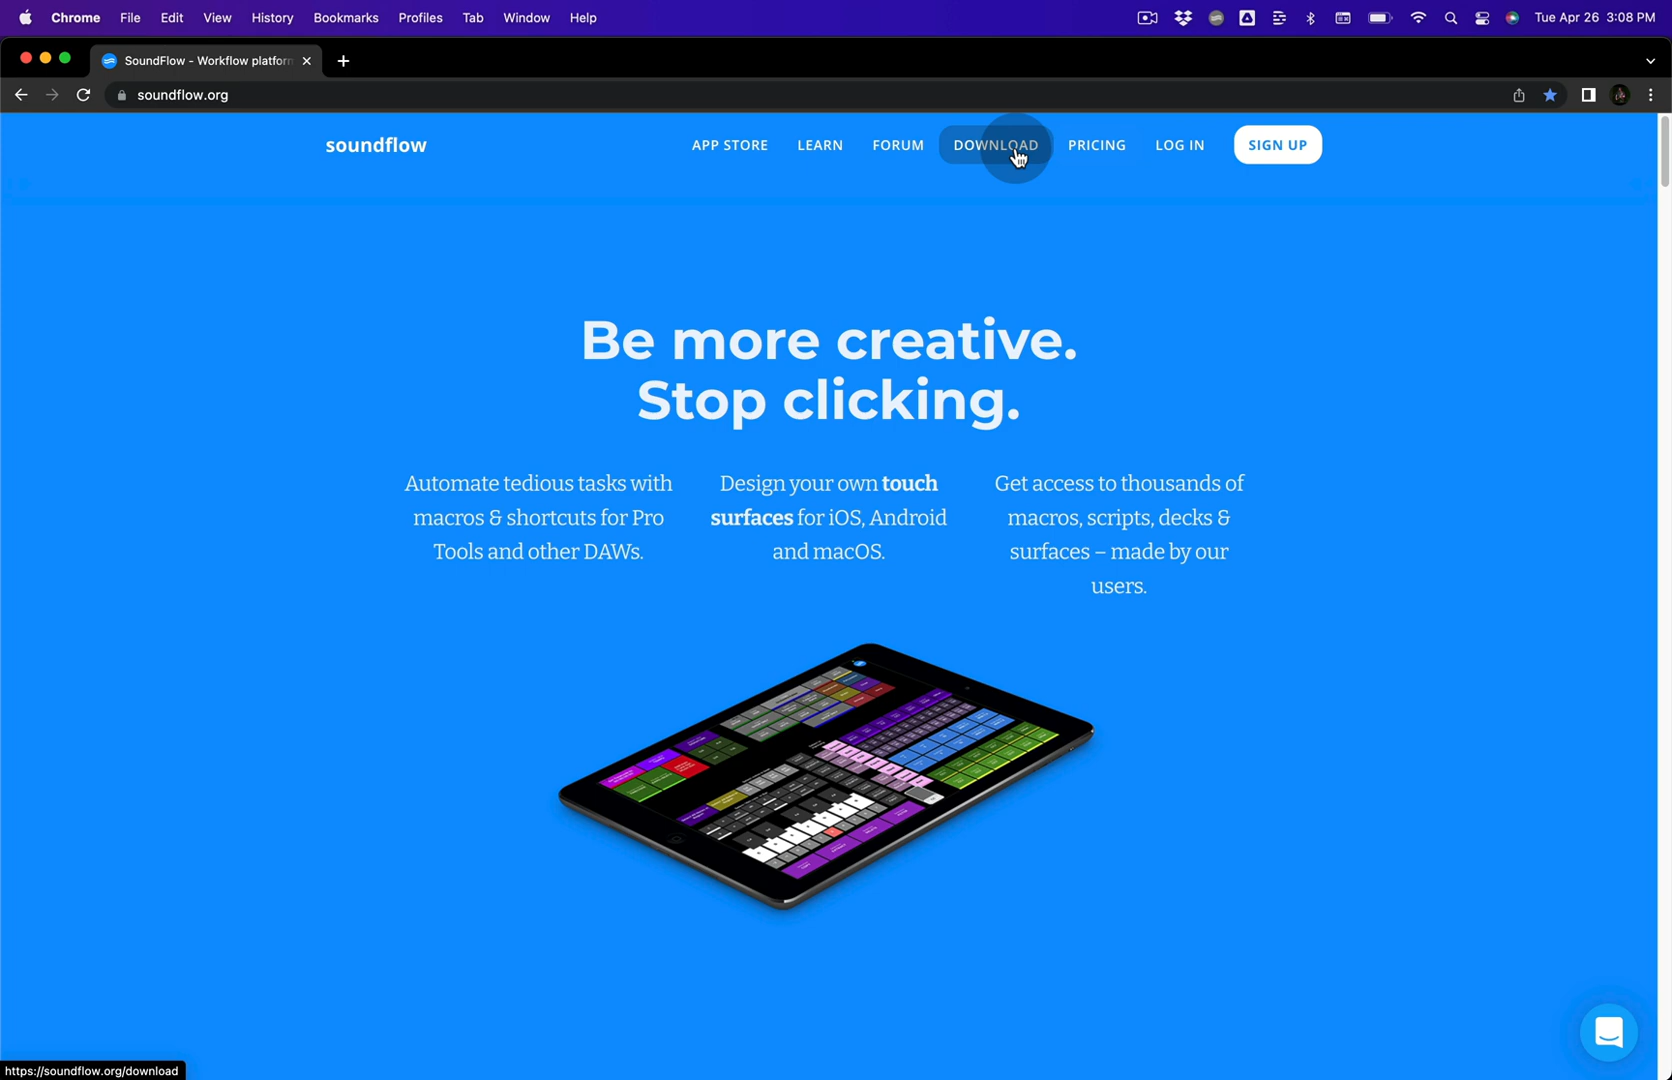 Chrome File Edit View History Bookmarks Profiles Tab Window Help Tue Apr 26 3:08 PM
SoundFlow - Workflow platforn
soundflow.org
soundflow APP STORE LEARN FORUM DOWNLOAD PRICING LOG IN SIGN UP
Be more creative.
Stop clicking.
Automate tedious tasks with
macros & shortcuts for Pro
Tools and other DAWs.
Design your own touch
surfaces for iOS, Android
and macOS.
Get access to thousands of
macros, scripts, decks &
surfaces – made by our
users.
https://soundflow.org/download